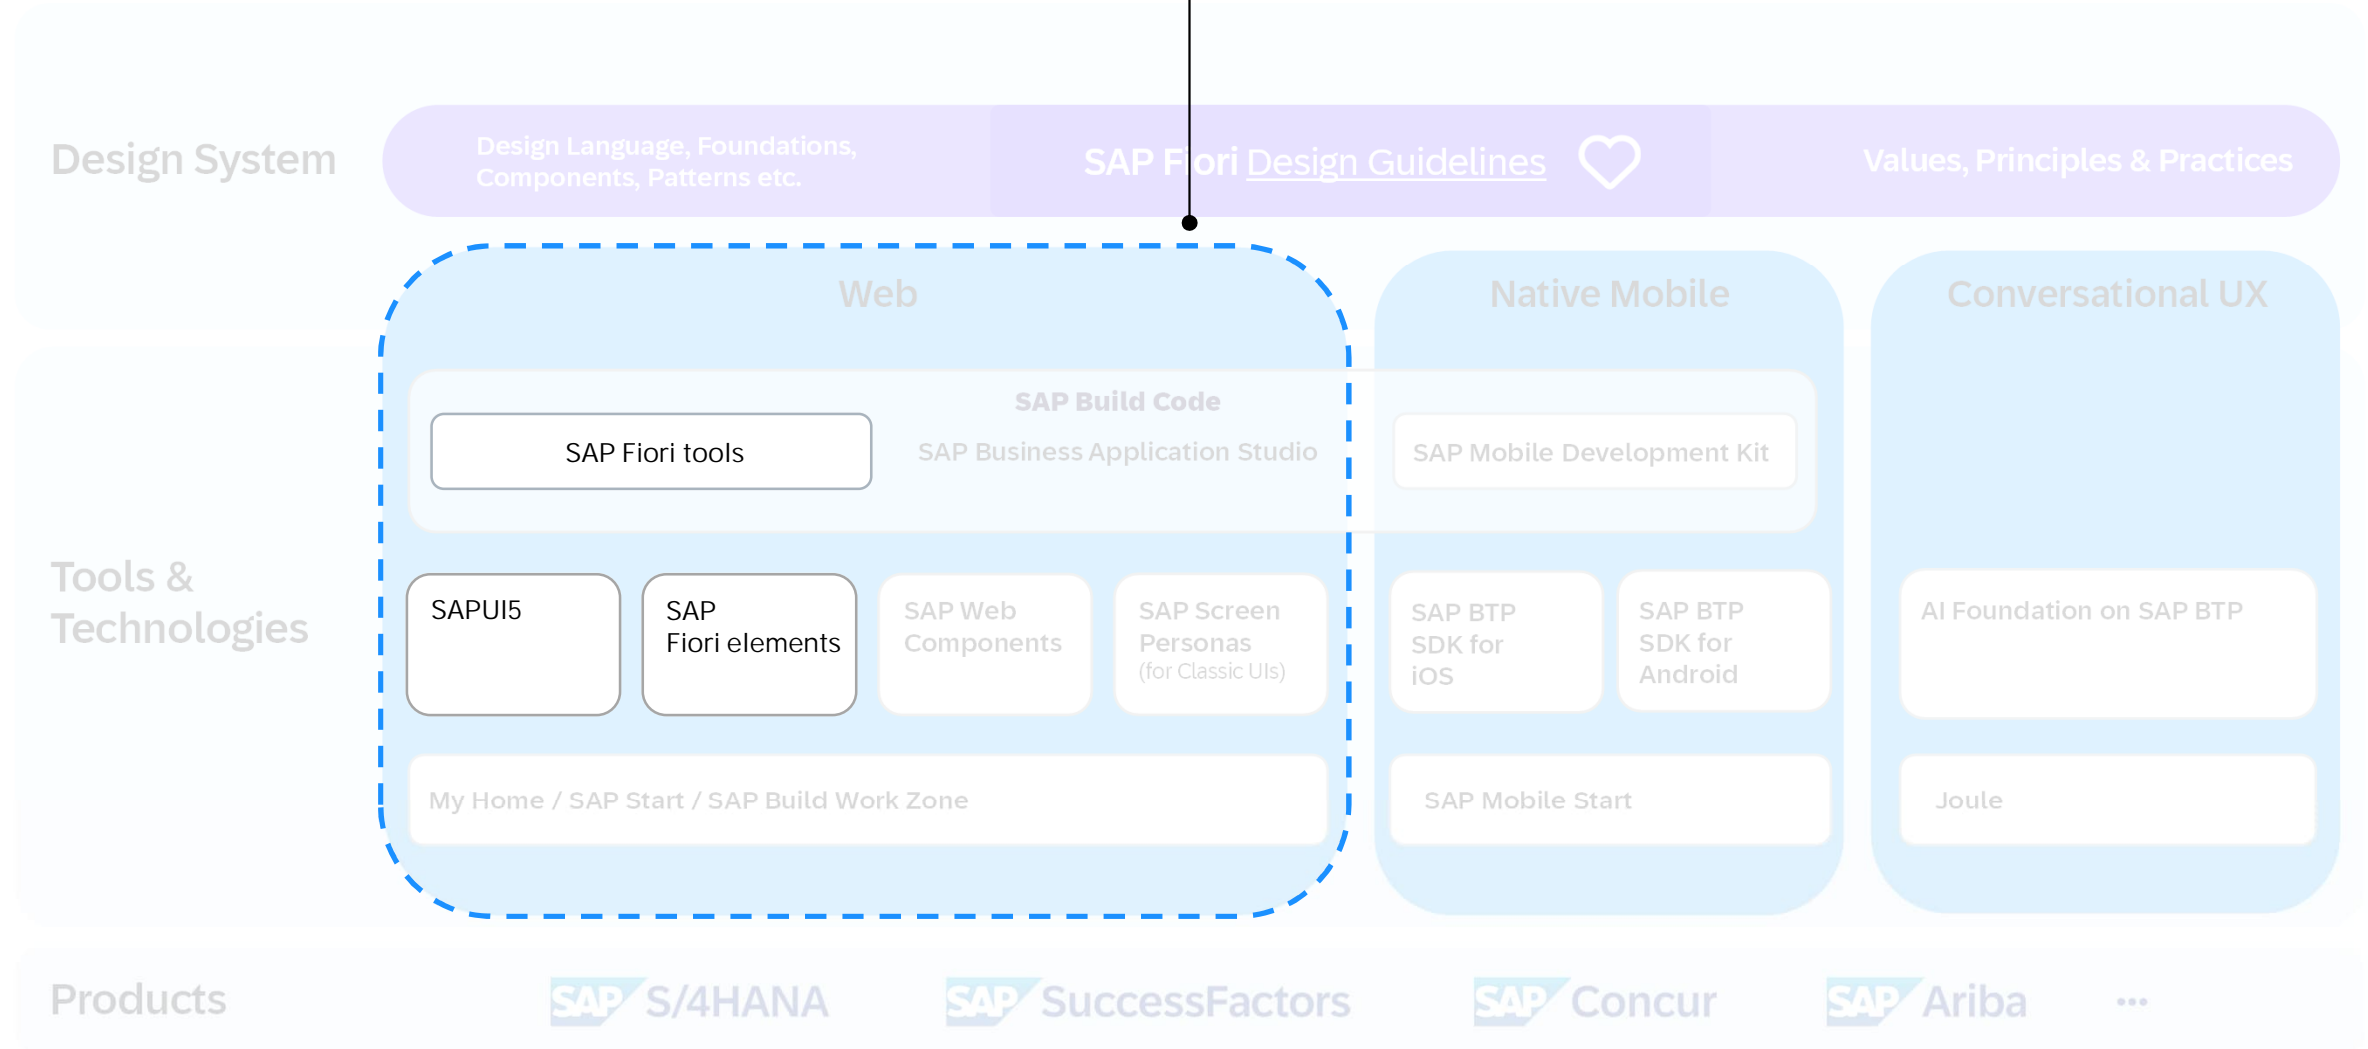 Design System
Design Language, Foundations,
Components, Patterns etc.
SAP Fiori Design Guidelines
Values, Principles & Practices
Web
Native Mobile
Conversational UX
SAP Build Code
SAP Fiori tools
SAP Business Application Studio
SAP Mobile Development Kit
Tools &
Technologies
SAPUI5
SAP
Fiori elements
SAP Web
Components
SAP Screen
Personas
(for Classic UIs)
SAP BTP
SDK for
iOS
SAP BTP
SDK for
Android
AI Foundation on SAP BTP
My Home / SAP Start / SAP Build Work Zone
SAP Mobile Start
Joule
Products
SAP S/4HANA
SAP SuccessFactors
SAP Concur
SAP Ariba
...